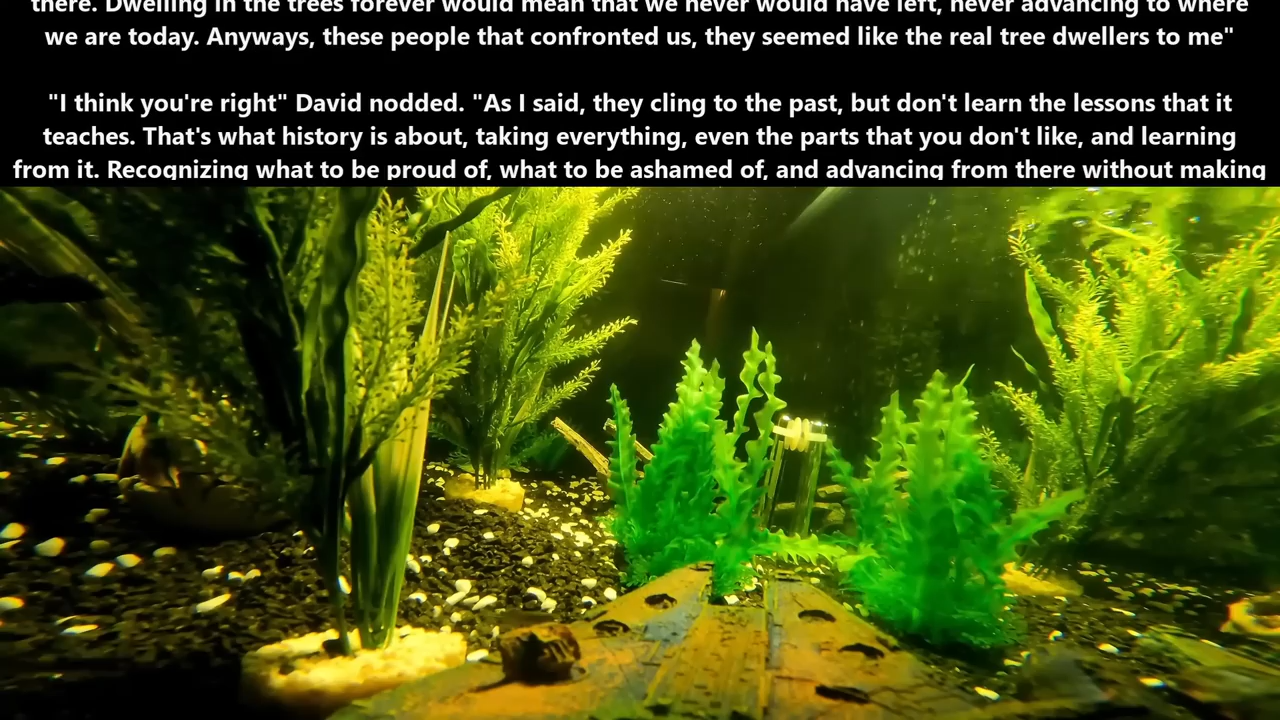 there. Dwelling in the trees forever would mean that we never would have left, never advancing to where
we are today. Anyways, these people that confronted us, they seemed like the real tree dwellers to me"
"I think you're right" David nodded. "As I said, they cling to the past, but don't learn the lessons that it
teaches. That's what history is about, taking everything, even the parts that you don't like, and learning
from it. Recognizing what to be proud of, what to be ashamed of, and advancing from there without making